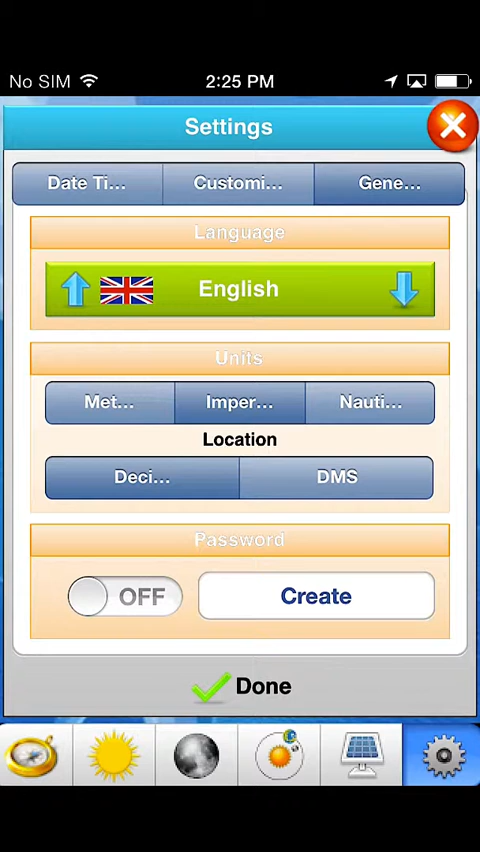 No SIM 2:25 PM
Settings
Date Ti... Customi... Gene...
Language
English
Units
Met... Imper... Nauti...
Location
Deci... DMS
Password
OFF Create
Done